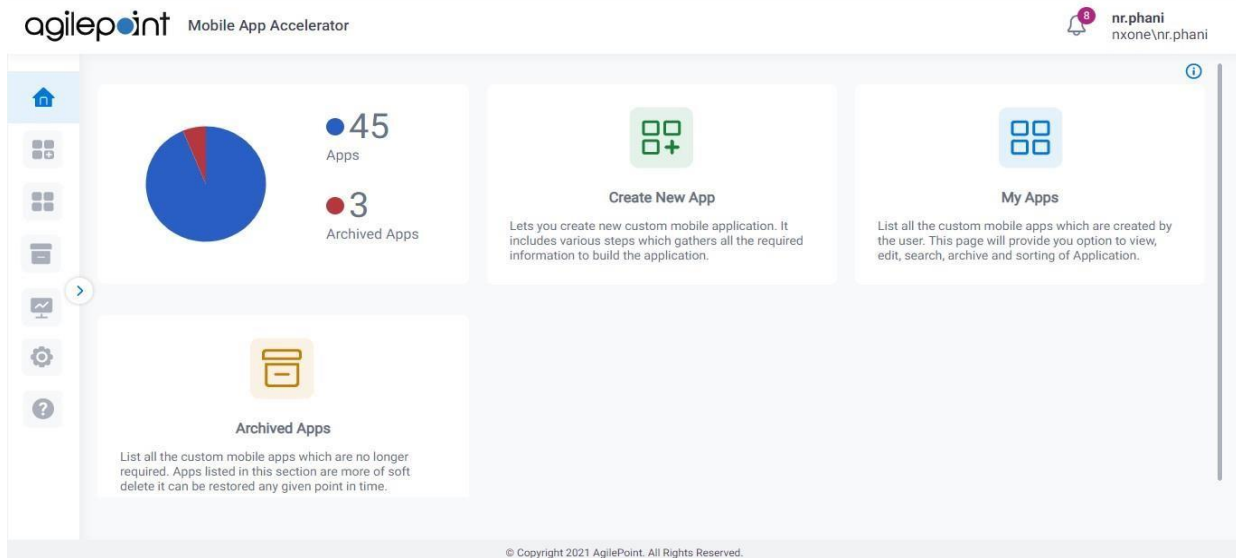 agilepoint Mobile App Accelerator
8
nr.phani
nxone\nr.phani
45
Apps
3
Archived Apps
Create New App
Lets you create new custom mobile application. It
includes various steps which gathers all the required
information to build the application.
My Apps
List all the custom mobile apps which are created by
the user. This page will provide you option to view,
edit, search, archive and sorting of Application.
Archived Apps
List all the custom mobile apps which are no longer
required. Apps listed in this section are more of soft
delete it can be restored any given point in time.
© Copyright 2021 AgilePoint. All Rights Reserved.